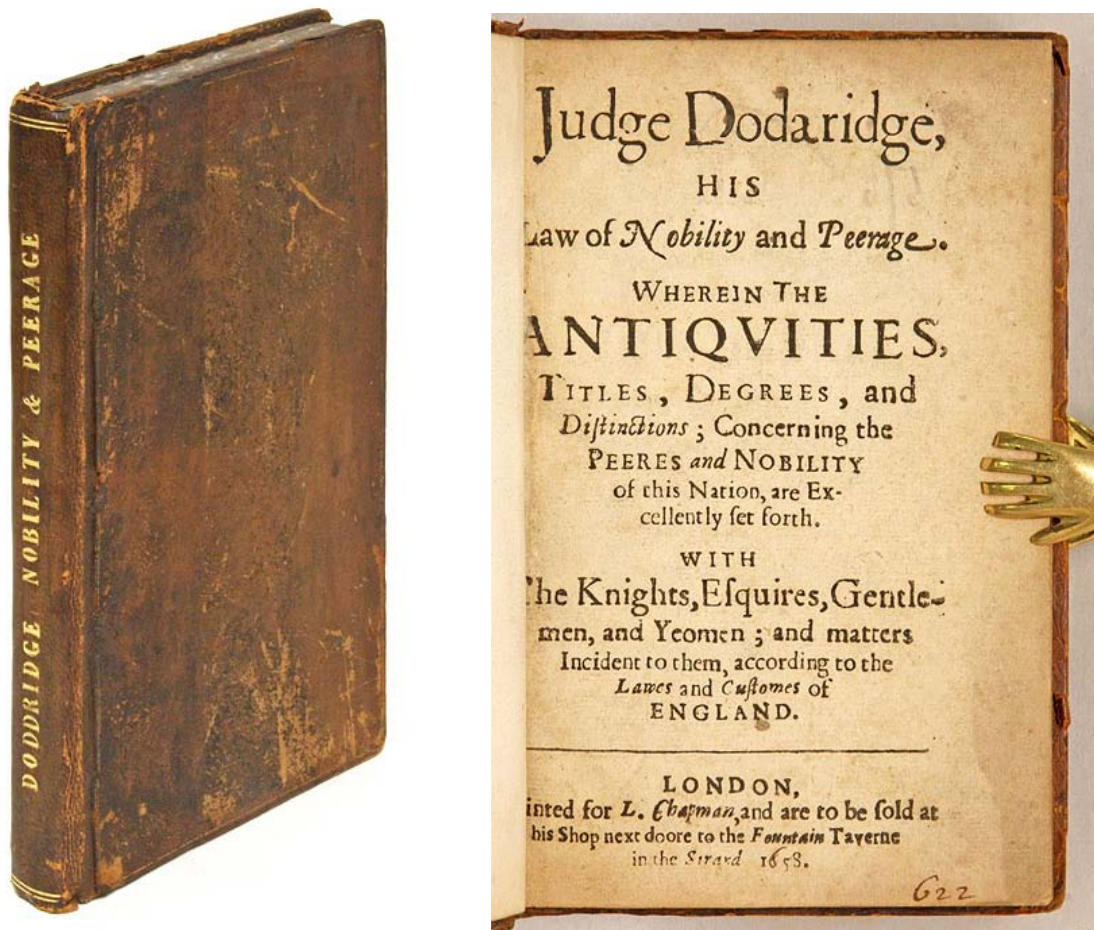 DODDRIDGE NOBILITY & PEERAGE
Judge Dodaridge,
HIS
Law of Nobility and Peerage.
WHEREIN THE
ANTIQVITIES,
TITLES, DEGREES, and
Diſtinctions; Concerning the
PEERES and NOBILITY
of this Nation, are Ex-
cellently ſet forth.
WITH
The Knights, Eſquires, Gentle-
men, and Yeomen; and matters
Incident to them, according to the
Lawes and Cuſtomes of
ENGLAND.
LONDON,
inted for L. Chapman, and are to be ſold at
his Shop next doore to the Fountain Taverne
in the Strand 1658.
622